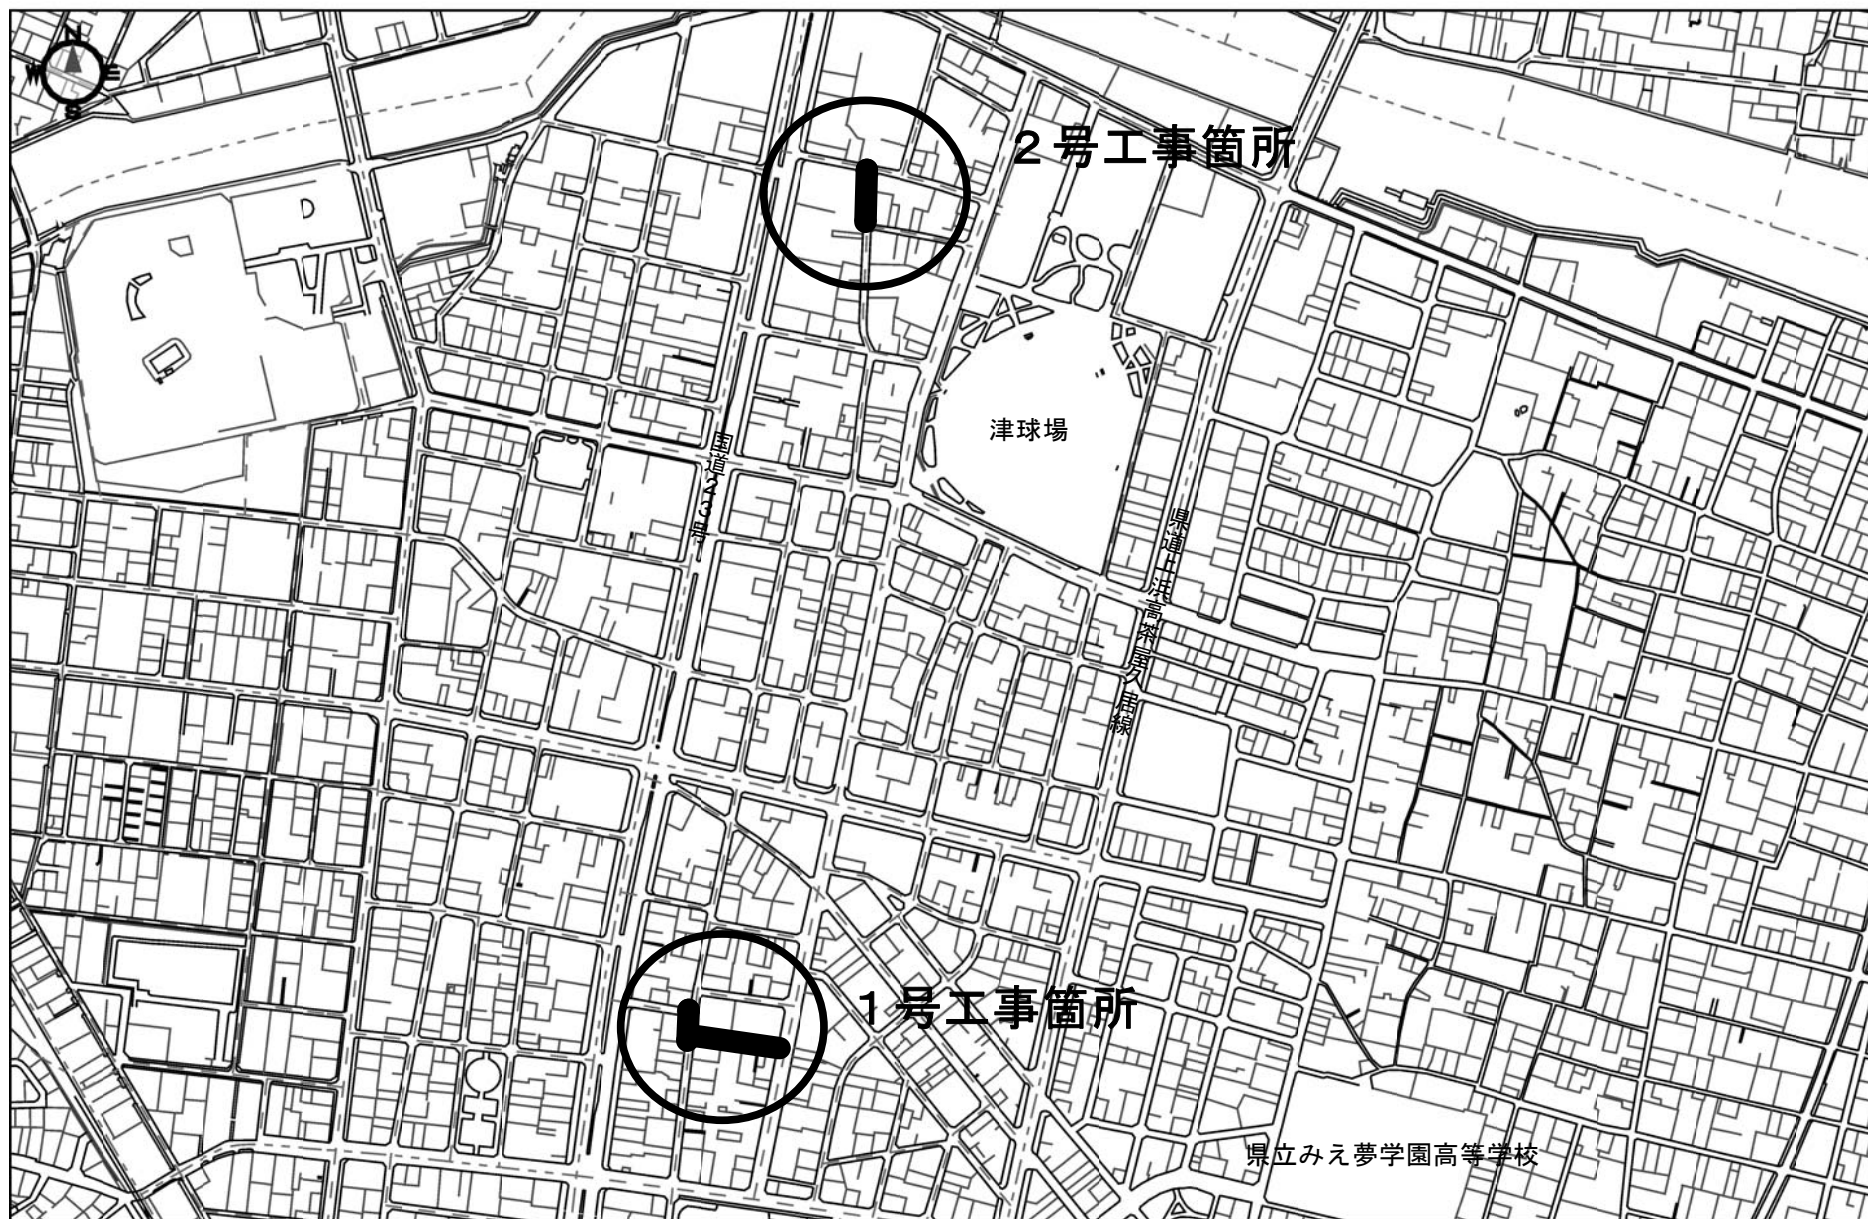 N
W E
S
２号工事箇所
津球場
国道２３号
県道上浜高茶屋久居線
１号工事箇所
県立みえ夢学園高等学校